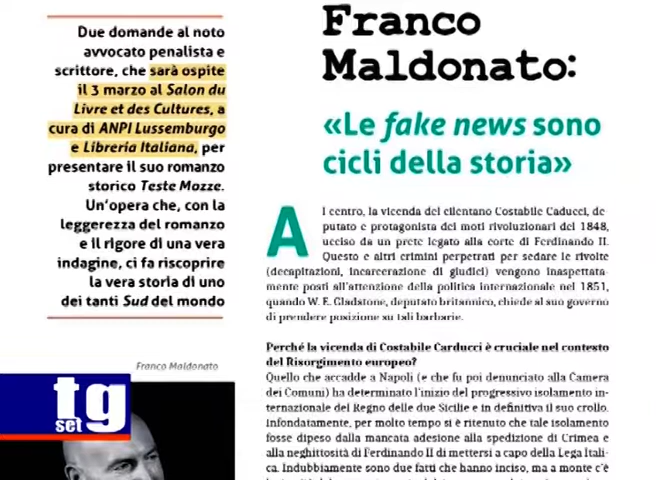 Due domande al noto
avvocato penalista e
scrittore, che sarà ospite
il 3 marzo al Salon du
Livre et des Cultures, a
cura di ANPI Lussemburgo
e Libreria Italiana, per
presentare il suo romanzo
storico Teste Mozze.
Un'opera che, con la
leggerezza del romanzo
e il rigore di una vera
indagine, ci fa riscoprire
la vera storia di uno
dei tanti Sud del mondo
Franco Maldonato
tg
set
Franco
Maldonato:
«Le fake news sono
cicli della storia»
Al centro, la vicenda del cilentano Costabile Caducci, de-
putato e protagonista dei moti rivoluzionari del 1848,
ucciso da un prete legato alla corte di Ferdinando II.
Questo e altri crimini perpetrati per sedare le rivolte
(decapitazioni, incarcerazione di giudici) vengono inaspettata-
mente posti all'attenzione della politica internazionale nel 1851,
quando W. E. Gladstone, deputato britannico, chiede al suo governo
di prendere posizione su tali barbarie.
Perché la vicenda di Costabile Carducci è cruciale nel contesto
del Risorgimento europeo?
Quello che accadde a Napoli (e che fu poi denunciato alla Camera
dei Comuni) ha determinato l'inizio del progressivo isolamento in-
ternazionale del Regno delle due Sicilie e in definitiva il suo crollo.
Infondatamente, per molto tempo si è ritenuto che tale isolamento
fosse dipeso dalla mancata adesione alla spedizione di Crimea e
alla neghittosità di Ferdinando II di mettersi a capo della Lega Itali-
ca. Indubbiamente sono due fatti che hanno inciso, ma a monte c'è